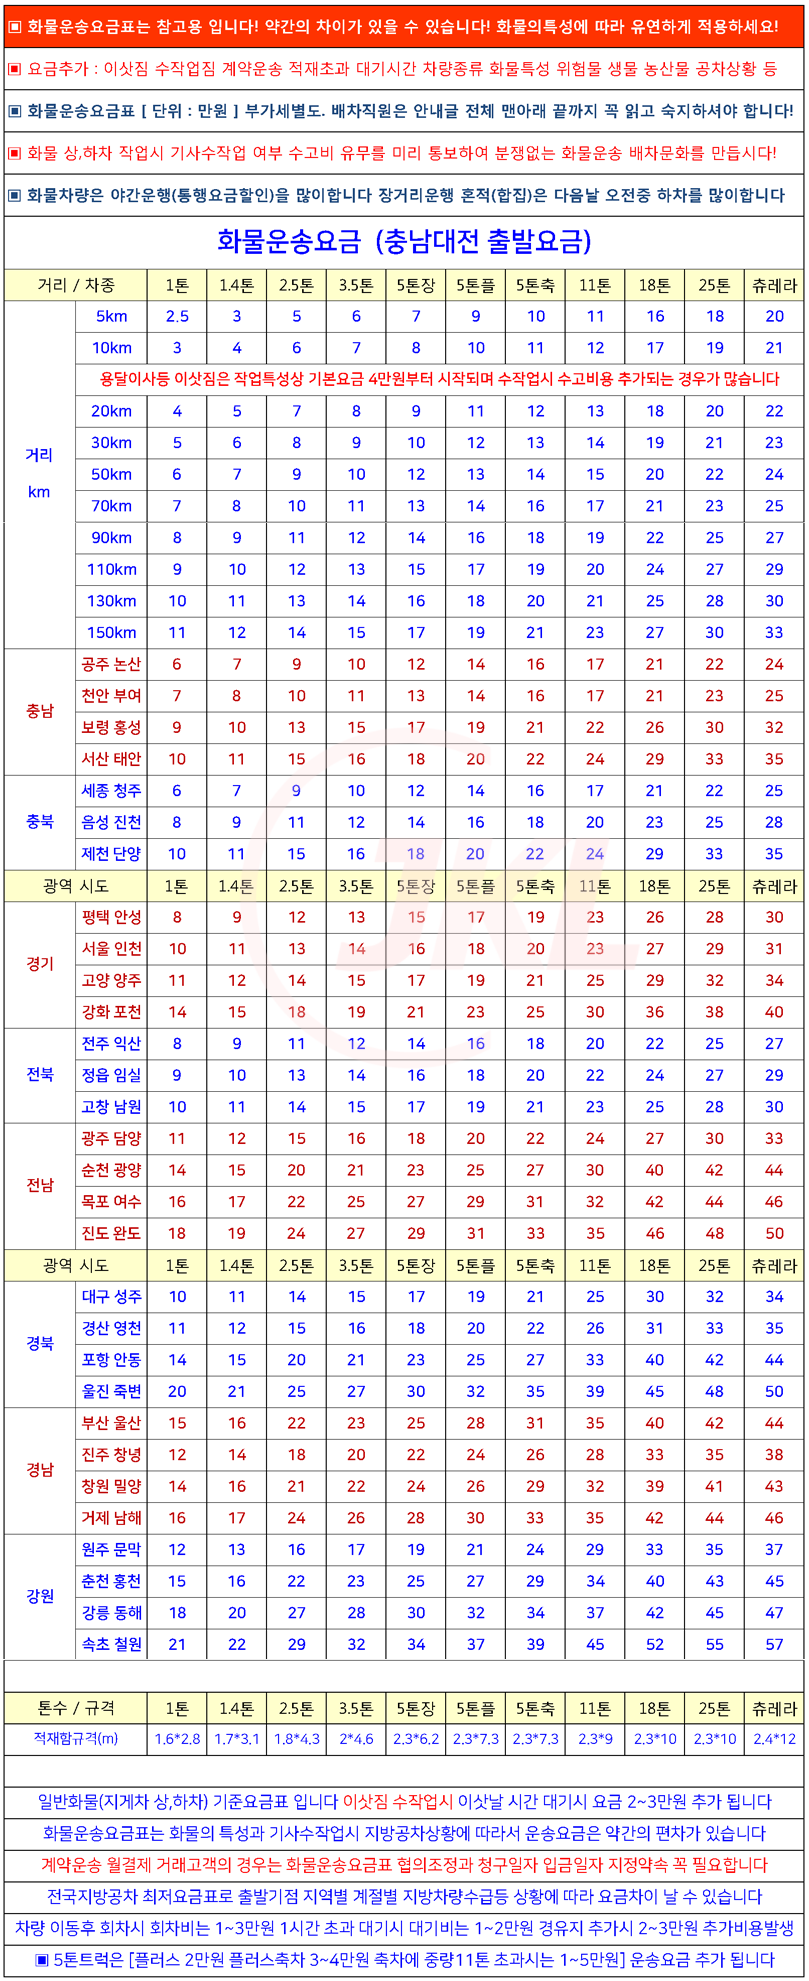 ▣ 화물운송요금표는 참고용 입니다! 약간의 차이가 있을 수 있습니다! 화물의특성에 따라 유연하게 적용하세요!
▣ 요금추가 : 이삿짐 수작업짐 계약운송 적재초과 대기시간 차량종류 화물특성 위험물 생물 농산물 공차상황 등
▣ 화물운송요금표 [ 단위 : 만원 ] 부가세별도. 배차직원은 안내글 전체 맨아래 끝까지 꼭 읽고 숙지하셔야 합니다!
▣ 화물 상,하차 작업시 기사수작업 여부 수고비 유무를 미리 통보하여 분쟁없는 화물운송 배차문화를 만듭시다!
▣ 화물차량은 야간운행(통행요금할인)을 많이합니다 장거리운행 혼적(합짐)은 다음날 오전중 하차를 많이합니다
화물운송요금 (충남대전 출발요금)
거리 / 차종 1톤 1.4톤 2.5톤 3.5톤 5톤장 5톤플 5톤축 11톤 18톤 25톤 츄레라
5km 2.5 3 5 6 7 9 10 11 16 18 20
10km 3 4 6 7 8 10 11 12 17 19 21
용달이사등 이삿짐은 작업특성상 기본요금 4만원부터 시작되며 수작업시 수고비용 추가되는 경우가 많습니다
20km 4 5 7 8 9 11 12 13 18 20 22
30km 5 6 8 9 10 12 13 14 19 21 23
거리
50km 6 7 9 10 12 13 14 15 20 22 24
km
70km 7 8 10 11 13 14 16 17 21 23 25
90km 8 9 11 12 14 16 18 19 22 25 27
110km 9 10 12 13 15 17 19 20 24 27 29
130km 10 11 13 14 16 18 20 21 25 28 30
150km 11 12 14 15 17 19 21 23 27 30 33
공주 논산 6 7 9 10 12 14 16 17 21 22 24
천안 부여 7 8 10 11 13 14 16 17 21 23 25
충남
보령 홍성 9 10 13 15 17 19 21 22 26 30 32
서산 태안 10 11 15 16 18 20 22 24 29 33 35
세종 청주 6 7 9 10 12 14 16 17 21 22 25
충북 음성 진천 8 9 11 12 14 16 18 20 23 25 28
제천 단양 10 11 15 16 18 20 22 24 29 33 35
JKL
광역 시도 1톤 1.4톤 2.5톤 3.5톤 5톤장 5톤플 5톤축 11톤 18톤 25톤 츄레라
평택 안성 8 9 12 13 15 17 19 23 26 28 30
서울 인천 10 11 13 14 16 18 20 23 27 29 31
경기
고양 양주 11 12 14 15 17 19 21 25 29 32 34
강화 포천 14 15 18 19 21 23 25 30 36 38 40
전주 익산 8 9 11 12 14 16 18 20 22 25 27
전북 정읍 임실 9 10 13 14 16 18 20 22 24 27 29
고창 남원 10 11 14 15 17 19 21 23 25 28 30
광주 담양 11 12 15 16 18 20 22 24 27 30 33
순천 광양 14 15 20 21 23 25 27 30 40 42 44
전남
목포 여수 16 17 22 25 27 29 31 32 42 44 46
진도 완도 18 19 24 27 29 31 33 35 46 48 50
광역 시도 1톤 1.4톤 2.5톤 3.5톤 5톤장 5톤플 5톤축 11톤 18톤 25톤 츄레라
대구 성주 10 11 14 15 17 19 21 25 30 32 34
경산 영천 11 12 15 16 18 20 22 26 31 33 35
경북
포항 안동 14 15 20 21 23 25 27 33 40 42 44
울진 죽변 20 21 25 27 30 32 35 39 45 48 50
부산 울산 15 16 22 23 25 28 31 35 40 42 44
진주 창녕 12 14 18 20 22 24 26 28 33 35 38
경남
창원 밀양 14 16 21 22 24 26 29 32 39 41 43
거제 남해 16 17 24 26 28 30 33 35 42 44 46
원주 문막 12 13 16 17 19 21 24 29 33 35 37
춘천 홍천 15 16 22 23 25 27 29 34 40 43 45
강원
강릉 동해 18 20 27 28 30 32 34 37 42 45 47
속초 철원 21 22 29 32 34 37 39 45 52 55 57
톤수 / 규격 1톤 1.4톤 2.5톤 3.5톤 5톤장 5톤플 5톤축 11톤 18톤 25톤 츄레라
적재함규격(m) 1.6*2.8 1.7*3.1 1.8*4.3 2*4.6 2.3*6.2 2.3*7.3 2.3*7.3 2.3*9 2.3*10 2.3*10 2.4*12
일반화물(지게차 상,하차) 기준요금표 입니다 이삿짐 수작업시 이삿날 시간 대기시 요금 2~3만원 추가 됩니다
화물운송요금표는 화물의 특성과 기사수작업시 지방공차상황에 따라서 운송요금은 약간의 편차가 있습니다
계약운송 월결제 거래고객의 경우는 화물운송요금표 협의조정과 청구일자 입금일자 지정약속 꼭 필요합니다
전국지방공차 최저요금표로 출발기점 지역별 계절별 지방차량수급등 상황에 따라 요금차이 날 수 있습니다
차량 이동후 회차시 회차비는 1~3만원 1시간 초과 대기시 대기비는 1~2만원 경유지 추가시 2~3만원 추가비용발생
▣ 5톤트럭은 [플러스 2만원 플러스축차 3~4만원 축차에 중량11톤 초과시는 1~5만원] 운송요금 추가 됩니다